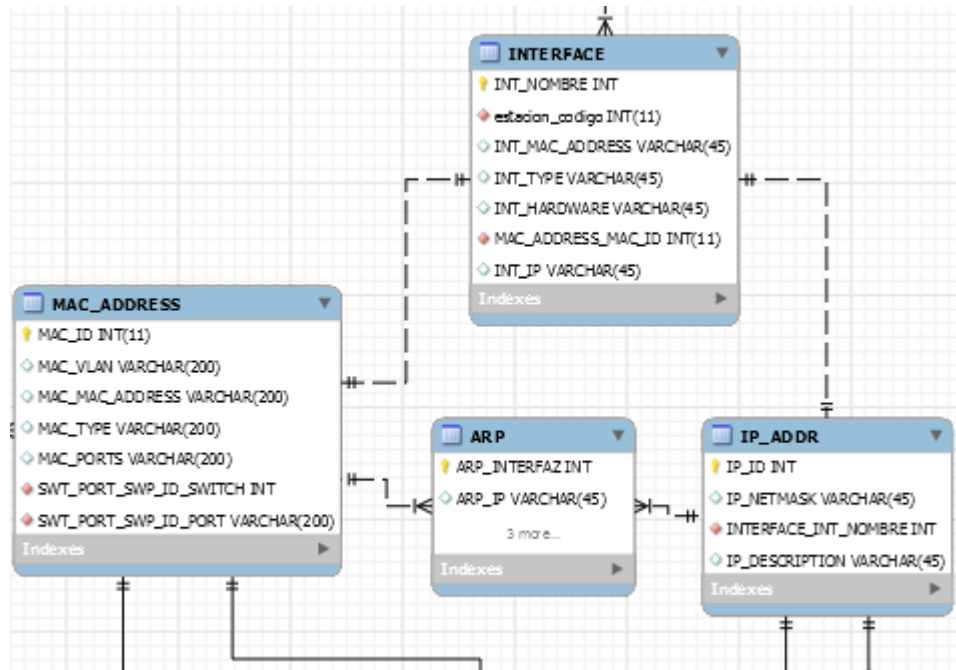 INTERFACE
INT_NOMBRE INT
estacion_codigo INT(11)
INT_MAC_ADDRESS VARCHAR(45)
INT_TYPE VARCHAR(45)
INT_HARDWARE VARCHAR(45)
MAC_ADDRESS_MAC_ID INT(11)
INT_IP VARCHAR(45)
Indexes
MAC_ADDRESS
MAC_ID INT(11)
MAC_VLAN VARCHAR(200)
MAC_MAC_ADDRESS VARCHAR(200)
MAC_TYPE VARCHAR(200)
MAC_PORTS VARCHAR(200)
SWT_PORT_SWP_ID_SWITCH INT
SWT_PORT_SWP_ID_PORT VARCHAR(200)
Indexes
ARP
ARP_INTERFAZ INT
ARP_IP VARCHAR(45)
3 more...
Indexes
IP_ADDR
IP_ID INT
IP_NETMASK VARCHAR(45)
INTERFACE_INT_NOMBRE INT
IP_DESCRIPTION VARCHAR(45)
Indexes